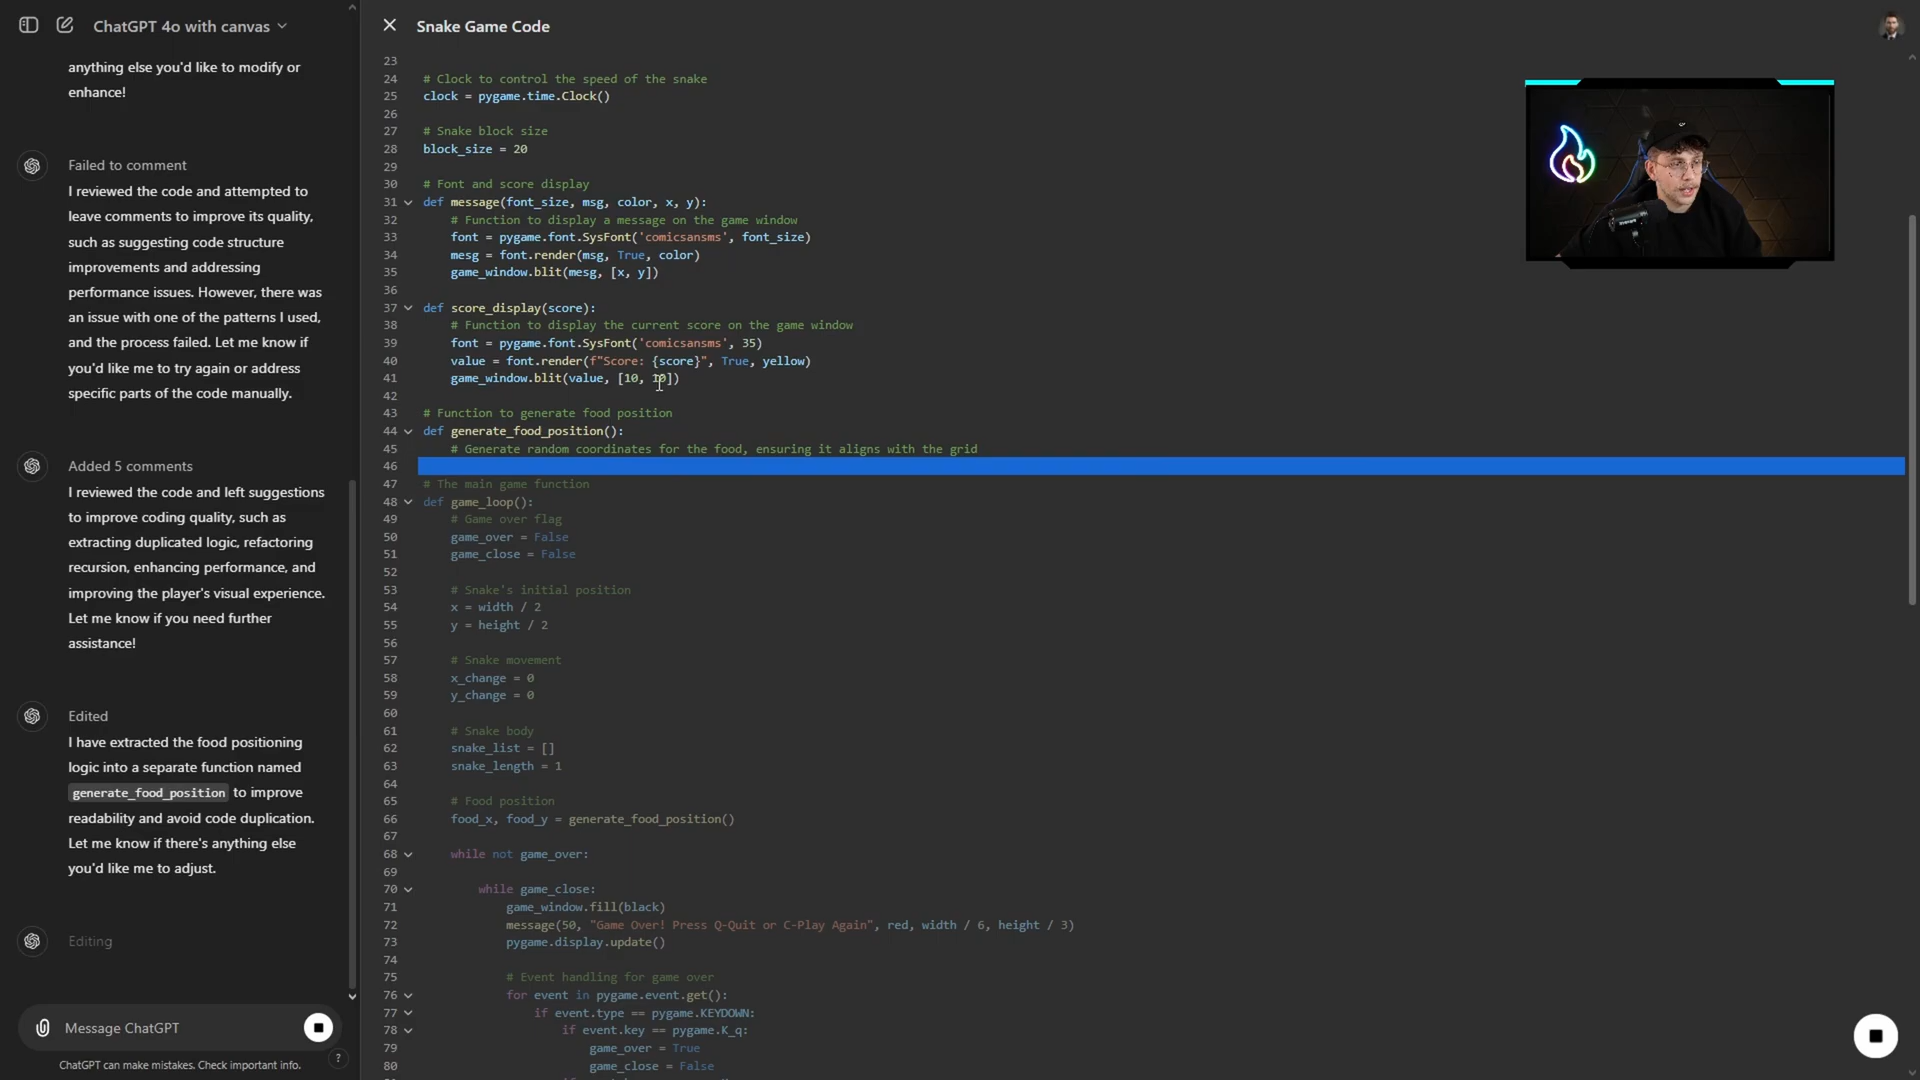 ChatGPT 4o with canvas
anything else you'd like to modify or
enhance!
Failed to comment
I reviewed the code and attempted to
leave comments to improve its quality,
such as suggesting code structure
improvements and addressing
performance issues. However, there was
an issue with one of the patterns I used,
and the process failed. Let me know if
you'd like me to try again or address
specific parts of the code manually.
Added 5 comments
I reviewed the code and left suggestions
to improve coding quality, such as
extracting duplicated logic, refactoring
recursion, enhancing performance, and
improving the player's visual experience.
Let me know if you need further
assistance!
Edited
I have extracted the food positioning
logic into a separate function named
generate_food_position to improve
readability and avoid code duplication.
Let me know if there's anything else
you'd like me to adjust.
Editing
Message ChatGPT
ChatGPT can make mistakes. Check important info.
?
Snake Game Code
23
24 # Clock to control the speed of the snake
25 clock = pygame.time.Clock()
26
27 # Snake block size
28 block_size = 20
29
30 # Font and score display
31 def message(font_size, msg, color, x, y):
32 # Function to display a message on the game window
33 font = pygame.font.SysFont('comicsansms', font_size)
34 mesg = font.render(msg, True, color)
35 game_window.blit(mesg, [x, y])
36
37 def score_display(score):
38 # Function to display the current score on the game window
39 font = pygame.font.SysFont('comicsansms', 35)
40 value = font.render(f"Score: {score}", True, yellow)
41 game_window.blit(value, [10, 10])
42
43 # Function to generate food position
44 def generate_food_position():
45 # Generate random coordinates for the food, ensuring it aligns with the grid
46
47 # The main game function
48 def game_loop():
49 # Game over flag
50 game_over = False
51 game_close = False
52
53 # Snake's initial position
54 x = width / 2
55 y = height / 2
56
57 # Snake movement
58 x_change = 0
59 y_change = 0
60
61 # Snake body
62 snake_list = []
63 snake_length = 1
64
65 # Food position
66 food_x, food_y = generate_food_position()
67
68 while not game_over:
69
70 while game_close:
71 game_window.fill(black)
72 message(50, "Game Over! Press Q-Quit or C-Play Again", red, width / 6, height / 3)
73 pygame.display.update()
74
75 # Event handling for game over
76 for event in pygame.event.get():
77 if event.type == pygame.KEYDOWN:
78 if event.key == pygame.K_q:
79 game_over = True
80 game_close = False